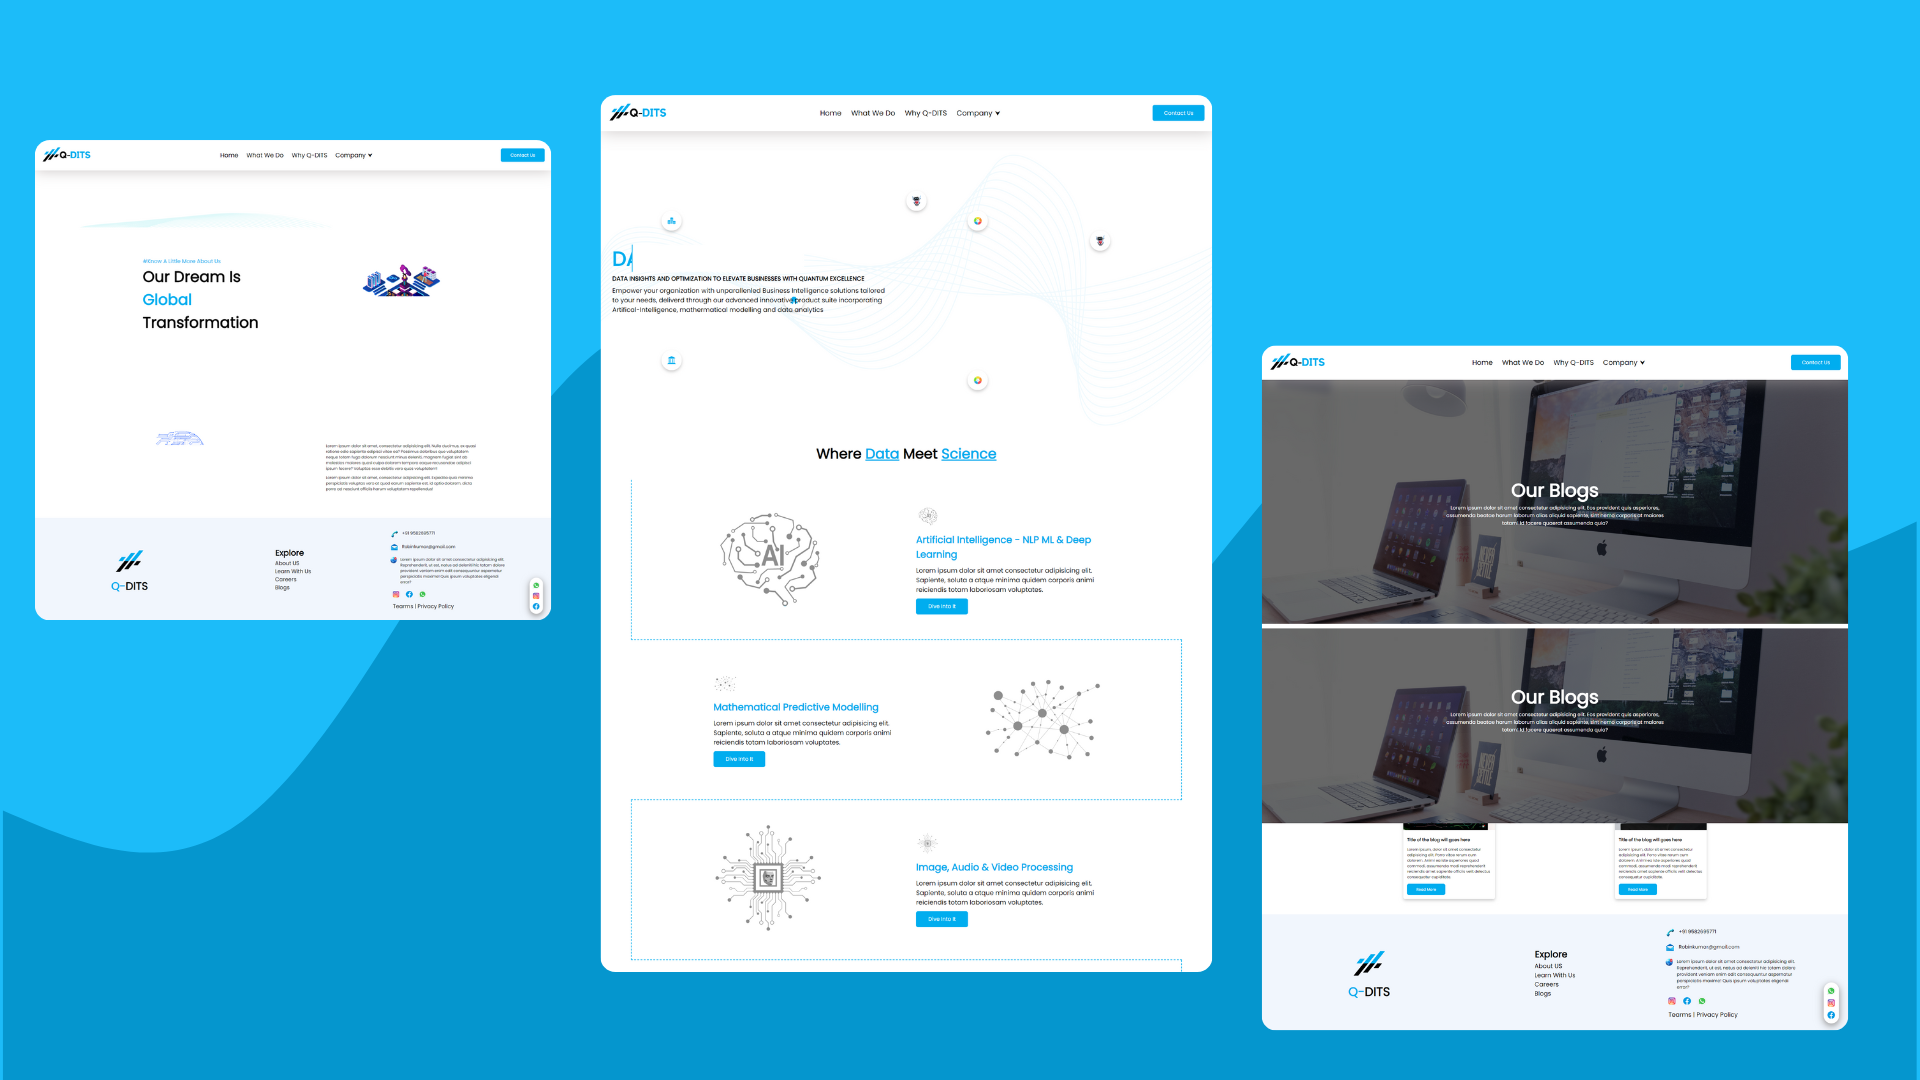 Q-DITS
Home What We Do Why Q-DITS Company
Contact Us
#Know A Little More About Us
Our Dream Is
Global
Transformation
Q-DITS
Explore
About US
Learn With Us
Careers
Blogs
+91 9582695771
Robinkumar@gmail.com
Tearms | Privacy Policy
Q-DITS
Home What We Do Why Q-DITS Company
Contact Us
DA
DATA INSIGHTS AND OPTIMIZATION TO ELEVATE BUSINESSES WITH QUANTUM EXCELLENCE
Empower your organization with unparallenled Business Intelligence solutions tailored
to your needs, deliverd through our advanced innovative product suite incorporating
Artifical-Intelligence, mathermatical modelling and data analytics
Where Data Meet Science
AI
Artificial Intelligence - NLP ML & Deep
Learning
Lorem ipsum dolor sit amet consectetur adipisicing elit.
Sapiente, soluta a atque minima quidem corporis animi
reiciendis totam laboriosam voluptates.
Dive Into It
Mathematical Predictive Modelling
Lorem ipsum dolor sit amet consectetur adipisicing elit.
Sapiente, soluta a atque minima quidem corporis animi
reiciendis totam laboriosam voluptates.
Dive Into It
Image, Audio & Video Processing
Lorem ipsum dolor sit amet consectetur adipisicing elit.
Sapiente, soluta a atque minima quidem corporis animi
reiciendis totam laboriosam voluptates.
Dive Into It
Q-DITS
Home What We Do Why Q-DITS Company
Contact Us
Our Blogs
Lorem ipsum dolor sit amet consectetur adipisicing elit. Eos provident quis asperiores,
assumenda beatae harum laborum alias aliquid sapiente, sint nemo corporis at maiores
totam! Id facere quaerat assumenda quia?
Our Blogs
Lorem ipsum dolor sit amet consectetur adipisicing elit. Eos provident quis asperiores,
assumenda beatae harum laborum alias aliquid sapiente, sint nemo corporis at maiores
totam! Id facere quaerat assumenda quia?
Title of the blog will goes here
Read More
Title of the blog will goes here
Read More
Q-DITS
Explore
About US
Learn With Us
Careers
Blogs
+91 9582695771
Robinkumar@gmail.com
Tearms | Privacy Policy